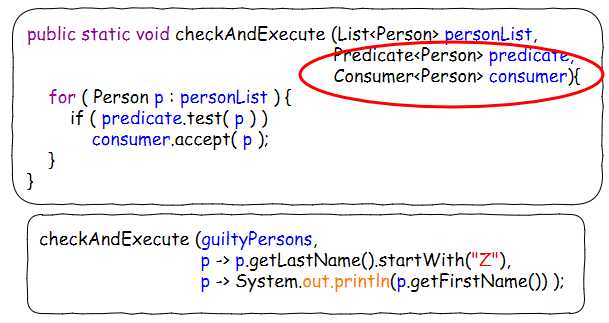 public static void checkAndExecute (List<Person> personList,
Predicate<Person> predicate,
Consumer<Person> consumer){
for ( Person p : personList ) {
if ( predicate.test( p ) )
consumer.accept( p );
}
}
checkAndExecute (guiltyPersons,
p -> p.getLastName().startWith("Z"),
p -> System.out.println(p.getFirstName()) );